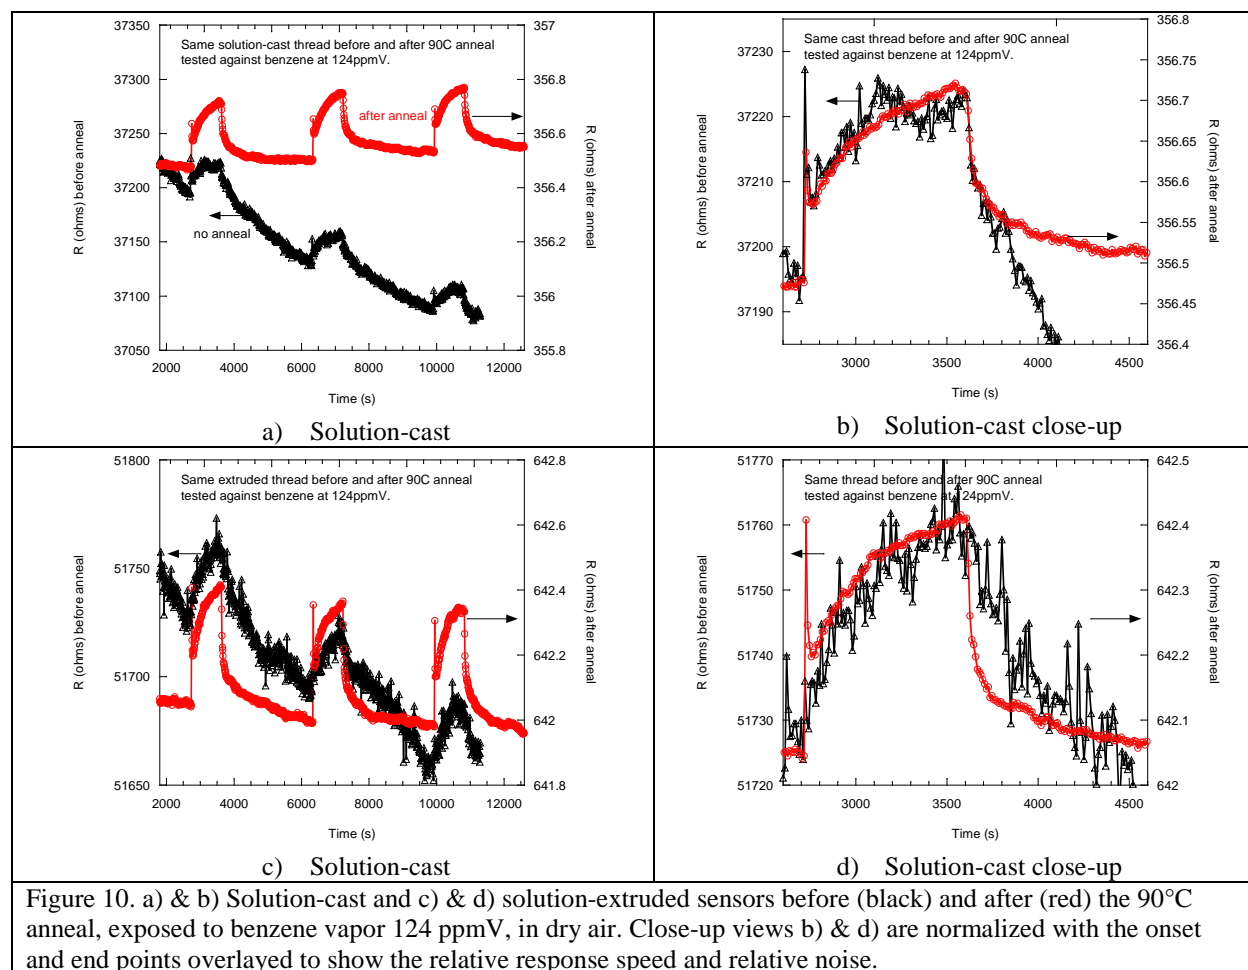 37350
37300
37250
37200
37150
37100
37050
357
356.8
356.6
356.4
356.2
356
355.8
2000 4000 6000 8000 10000 12000
Same solution-cast thread before and after 90C anneal
tested against benzene at 124ppmV.
after anneal
no anneal
R (ohms) before anneal
R (ohms) after anneal
Time (s)
a) Solution-cast
37230
37220
37210
37200
37190
356.8
356.75
356.7
356.65
356.6
356.55
356.5
356.45
356.4
3000 3500 4000 4500
Same cast thread before and after 90C anneal
tested against benzene at 124ppmV.
R (ohms) before anneal
R (ohms) after anneal
Time (s)
b) Solution-cast close-up
51800
51750
51700
51650
642.8
642.6
642.4
642.2
642
641.8
2000 4000 6000 8000 10000 12000
Same extruded thread before and after 90C anneal
tested against benzene at 124ppmV.
R (ohms) before anneal
R (ohms) after anneal
Time (s)
c) Solution-cast
51770
51760
51750
51740
51730
51720
642.5
642.4
642.3
642.2
642.1
642
3000 3500 4000 4500
Same thread before and after 90C anneal
tested against benzene at 124ppmV.
R (ohms) before anneal
R (ohms) after anneal
Time (s)
d) Solution-cast close-up
Figure 10. a) & b) Solution-cast and c) & d) solution-extruded sensors before (black) and after (red) the 90°C
anneal, exposed to benzene vapor 124 ppmV, in dry air. Close-up views b) & d) are normalized with the onset
and end points overlayed to show the relative response speed and relative noise.